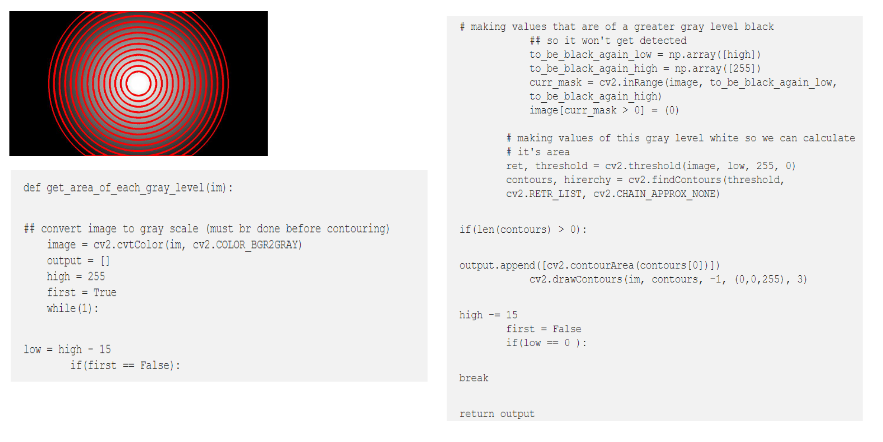 def get_area_of_each_gray_level(im):
## convert image to gray scale (must br done before contouring)
image = cv2.cvtColor(im, cv2.COLOR_BGR2GRAY)
output = []
high = 255
first = True
while(1):
low = high - 15
if(first == False):
# making values that are of a greater gray level black
## so it won't get detected
to_be_black_again_low = np.array([high])
to_be_black_again_high = np.array([255])
curr_mask = cv2.inRange(image, to_be_black_again_low,
to_be_black_again_high)
image[curr_mask > 0] = (0)
# making values of this gray level white so we can calculate
# it's area
ret, threshold = cv2.threshold(image, low, 255, 0)
contours, hirerchy = cv2.findContours(threshold,
cv2.RETR_LIST, cv2.CHAIN_APPROX_NONE)
if(len(contours) > 0):
output.append([cv2.contourArea(contours[0])])
cv2.drawContours(im, contours, -1, (0,0,255), 3)
high -= 15
first = False
if(low == 0 ):
break
return output